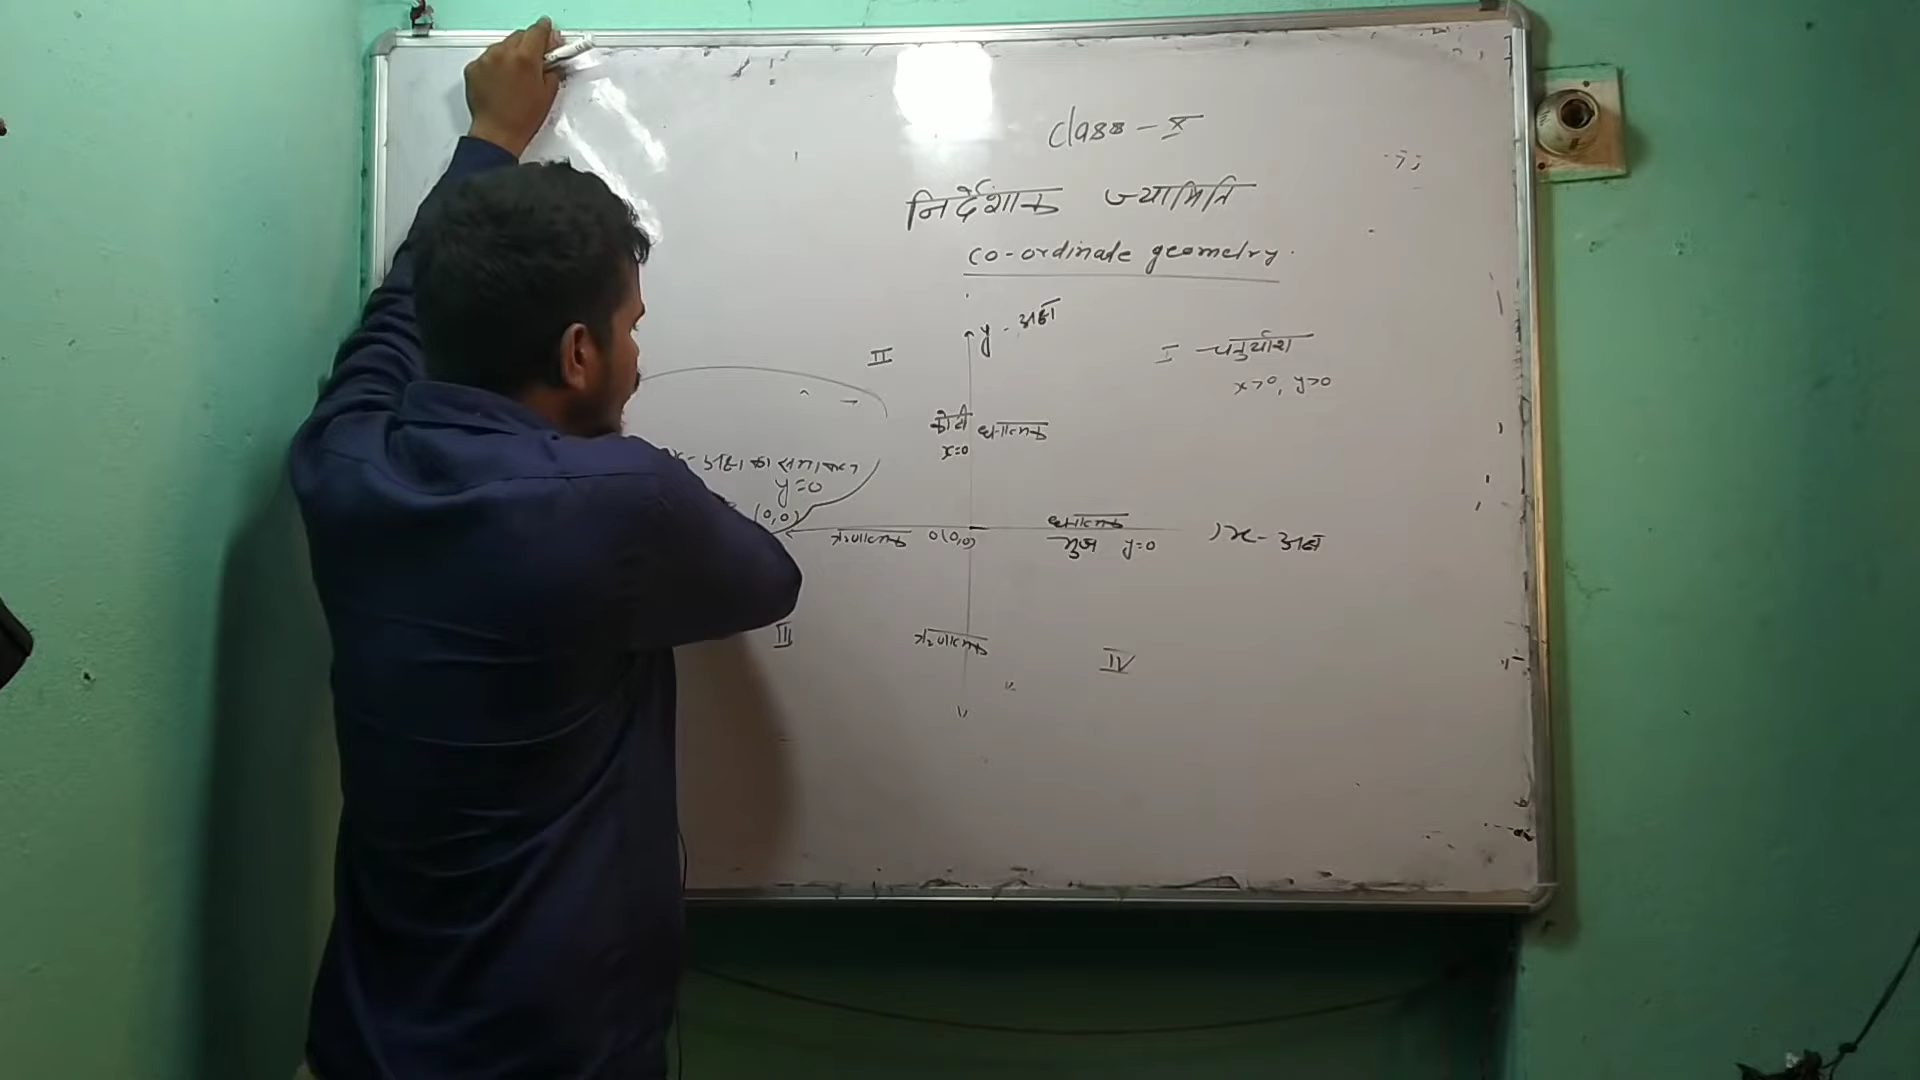 Class - X
निर्देशांक ज्यामिति
co-ordinate geometry.
y - अक्ष
II
I - चतुर्थांश
x>0, y>0
कोटी धनात्मक
x=0
x- अक्ष का समीकरण
y=0
(0,0)
धनात्मक
ऋणात्मक 0(0,0)
भुज y=0
x- अक्ष
III
ऋणात्मक
IV